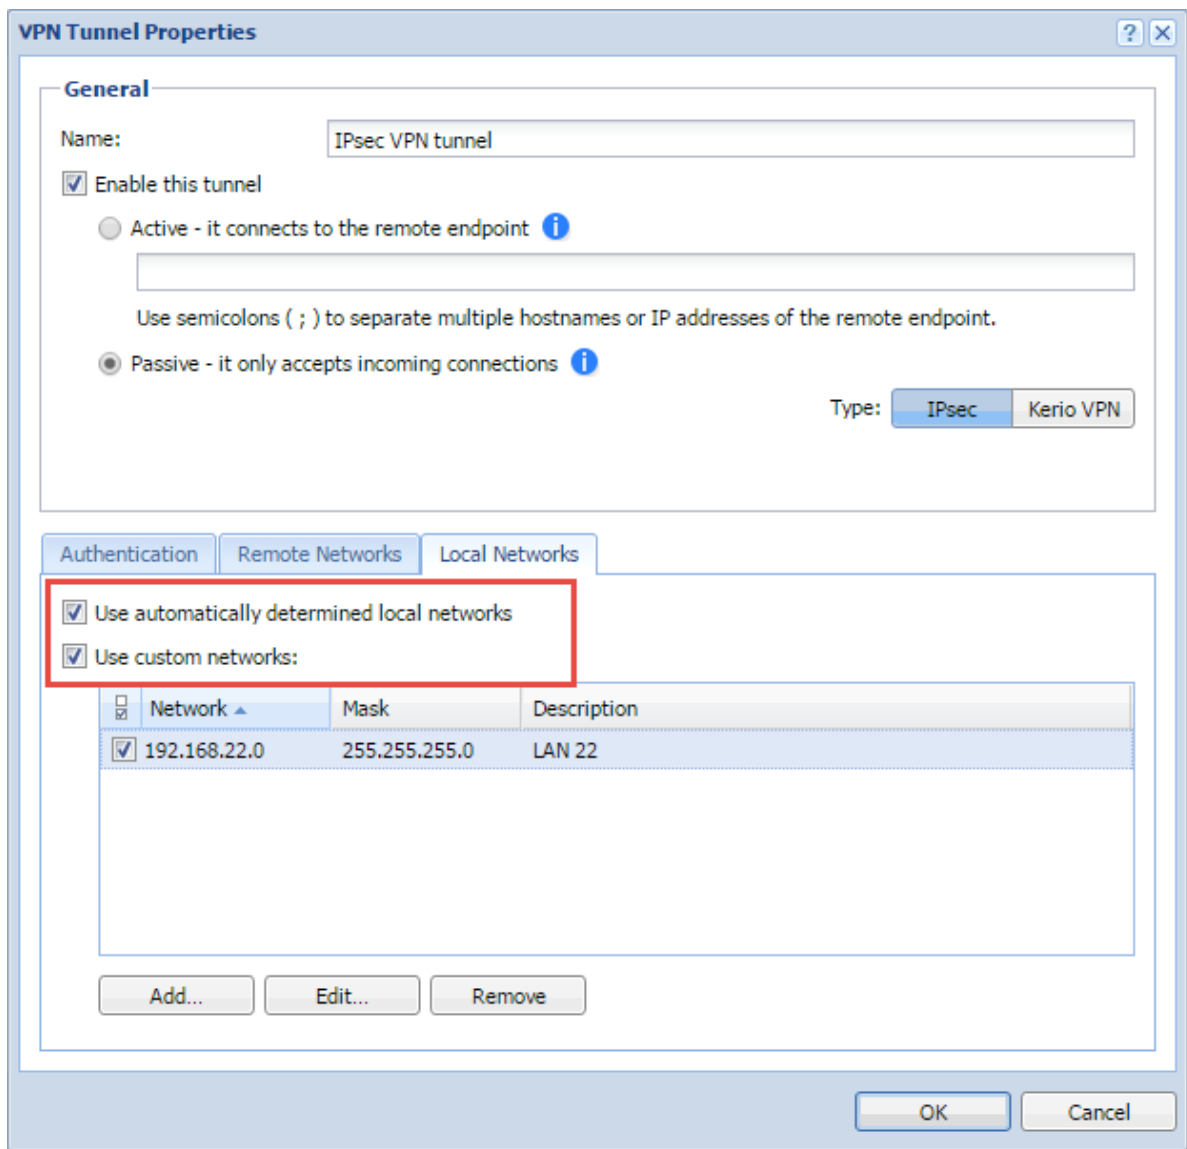 VPN Tunnel Properties
General
Name: IPsec VPN tunnel
Enable this tunnel
Active - it connects to the remote endpoint
Use semicolons ( ; ) to separate multiple hostnames or IP addresses of the remote endpoint.
Passive - it only accepts incoming connections
Type: IPsec Kerio VPN
Authentication Remote Networks Local Networks
Use automatically determined local networks
Use custom networks:
Network Mask Description
192.168.22.0 255.255.255.0 LAN 22
Add... Edit... Remove
OK Cancel